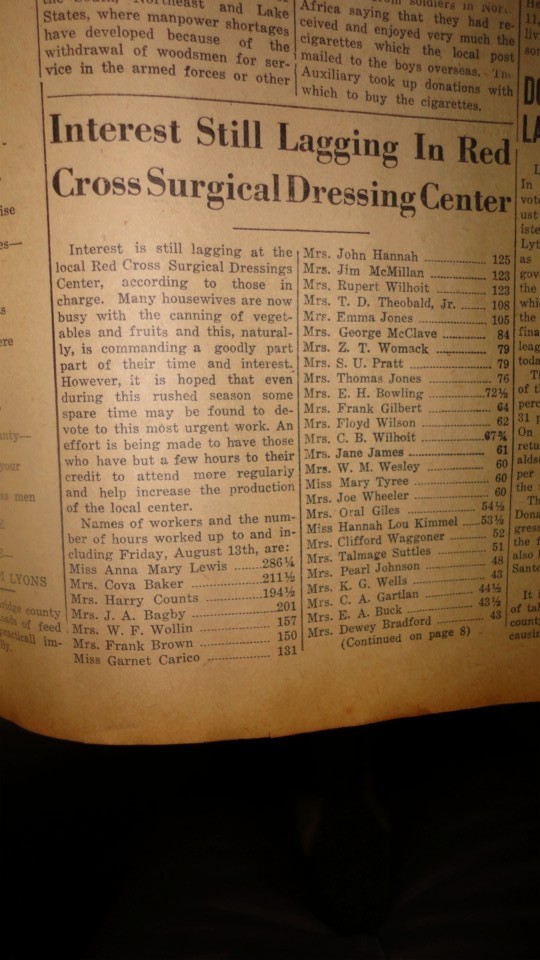 Northeast and Lake
States, where manpower shortages
have developed because of the
withdrawal of woodsmen for ser-
vice in the armed forces or other
Africa saying that they had re-
ceived and enjoyed very much the
cigarettes which the local post
mailed to the boys overseas. The
Auxiliary took up donations with
which to buy the cigarettes.
Interest Still Lagging In Red
Cross Surgical Dressing Center
Interest is still lagging at the
local Red Cross Surgical Dressings
Center, according to those in
charge. Many housewives are now
busy with the canning of veget-
ables and fruits and this, natural-
ly, is commanding a goodly part
part of their time and interest.
However, it is hoped that even
during this rushed season some
spare time may be found to de-
vote to this most urgent work. An
effort is being made to have those
who have but a few hours to their
credit to attend more regularly
and help increase the production
of the local center.
Names of workers and the num-
ber of hours worked up to and in-
cluding Friday, August 13th, are:
Miss Anna Mary Lewis ........ 286¼
Mrs. Cova Baker ........ 211½
Mrs. Harry Counts ........ 194½
Mrs. J. A. Bagby ........ 201
Mrs. W. F. Wollin ........ 157
Mrs. Frank Brown ........ 150
Miss Garnet Carico ........ 131
Mrs. John Hannah ........ 125
Mrs. Jim McMillan ........ 123
Mrs. Rupert Wilhoit ........ 123
Mrs. T. D. Theobald, Jr. ........ 108
Mrs. Emma Jones ........ 105
Mrs. George McClave ........ 84
Mrs. Z. T. Womack ........ 79
Mrs. S. U. Pratt ........ 79
Mrs. Thomas Jones ........ 76
Mrs. E. H. Bowling ........ 72½
Mrs. Frank Gilbert ........ 64
Mrs. Floyd Wilson ........ 62
Mrs. C. B. Wilhoit ........ 67¾
Mrs. Jane James ........ 61
Mrs. W. M. Wesley ........ 60
Miss Mary Tyree ........ 60
Mrs. Joe Wheeler ........ 60
Mrs. Oral Giles ........ 54½
Miss Hannah Lou Kimmel ........ 53½
Mrs. Clifford Waggoner ........ 52
Mrs. Talmage Suttles ........ 51
Mrs. Pearl Johnson ........ 48
Mrs. K. G. Wells ........ 43
Mrs. C. A. Gartlan ........ 44½
Mrs. E. A. Buck ........ 43½
Mrs. Dewey Bradford ........ 43
(Continued on page 8)
LYONS
county
of feed